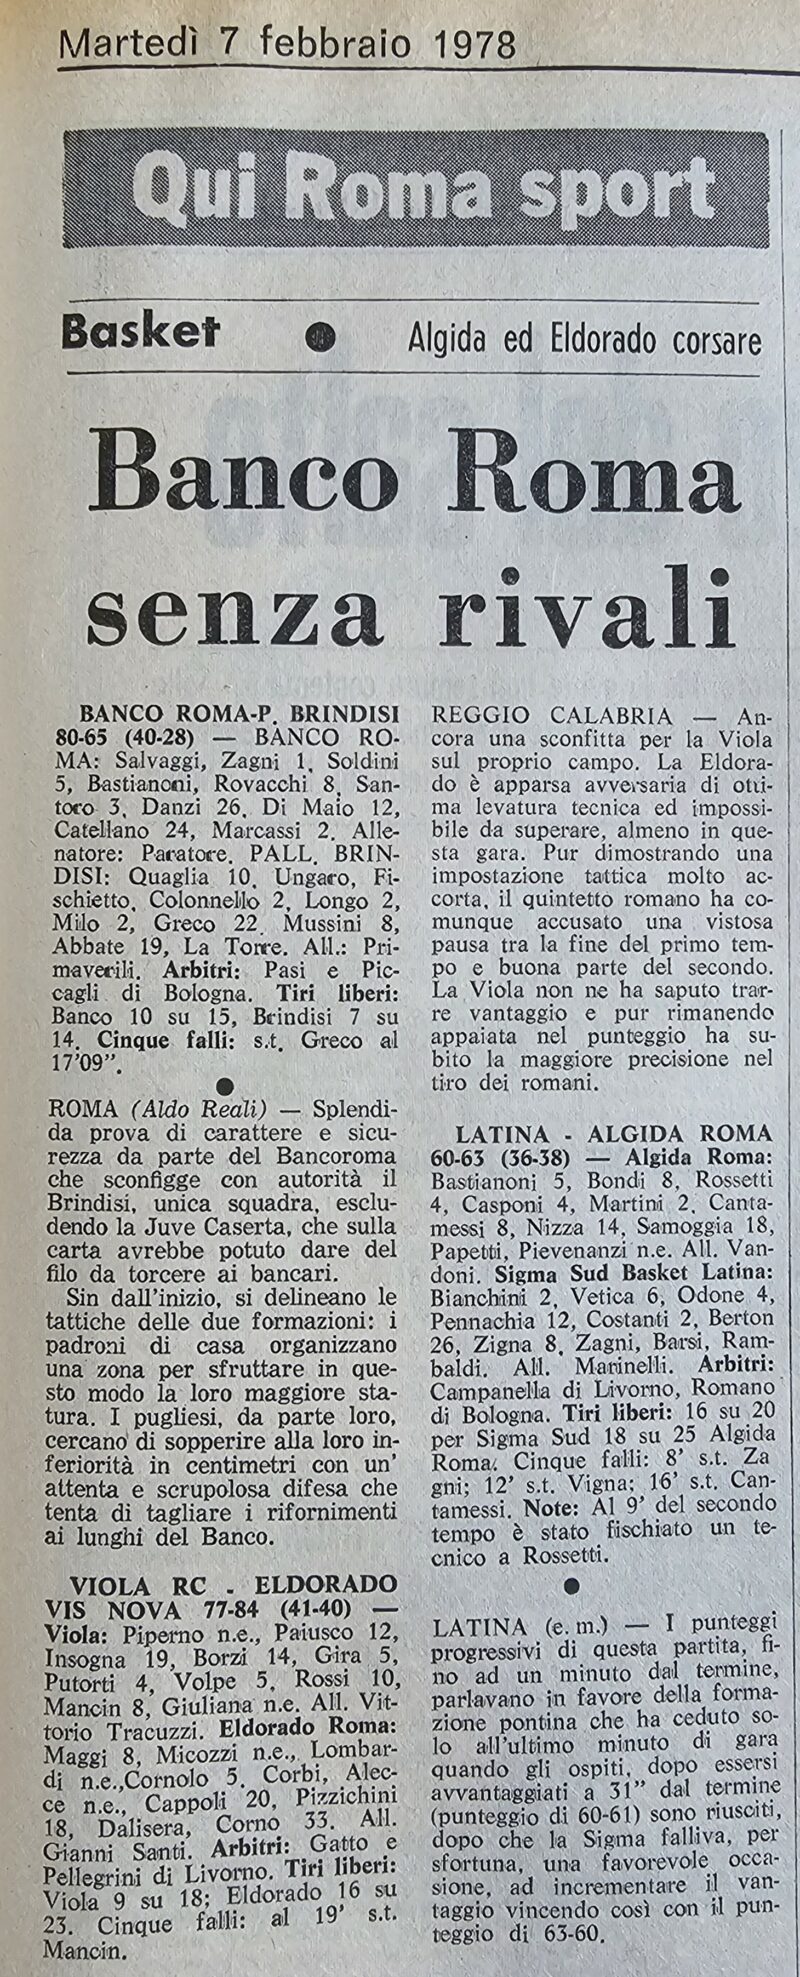 Martedì 7 febbraio 1978
Qui Roma sport
Basket ● Algida ed Eldorado corsare
Banco Roma
senza rivali
BANCO ROMA-P. BRINDISI
80-65 (40-28) — BANCO RO-
MA: Salvaggi, Zagni 1, Soldini
5, Bastianoni, Rovacchi 8, San-
toro 3, Danzi 26, Di Maio 12,
Catellano 24, Marcassi 2. Alle-
natore: Paratore. PALL. BRIN-
DISI: Quaglia 10, Ungaro, Fi-
schietto, Colonnello 2, Longo 2,
Milo 2, Greco 22, Mussini 8,
Abbate 19, La Torre. All.: Pri-
maverili. Arbitri: Pasi e Pic-
cagli di Bologna. Tiri liberi:
Banco 10 su 15, Brindisi 7 su
14. Cinque falli: s.t. Greco al
17'09".
●
ROMA (Aldo Reali) — Splendi-
da prova di carattere e sicu-
rezza da parte del Bancoroma
che sconfigge con autorità il
Brindisi, unica squadra, esclu-
dendo la Juve Caserta, che sulla
carta avrebbe potuto dare del
filo da torcere ai bancari.
Sin dall'inizio, si delineano le
tattiche delle due formazioni: i
padroni di casa organizzano
una zona per sfruttare in que-
sto modo la loro maggiore sta-
tura. I pugliesi, da parte loro,
cercano di sopperire alla loro in-
feriorità in centimetri con un'
attenta e scrupolosa difesa che
tenta di tagliare i rifornimenti
ai lunghi del Banco.
VIOLA RC - ELDORADO
VIS NOVA 77-84 (41-40) —
Viola: Piperno n.e., Paiusco 12,
Insogna 19, Borzi 14, Gira 5,
Putorti 4, Volpe 5, Rossi 10,
Mancin 8, Giuliana n.e. All. Vit-
torio Tracuzzi. Eldorado Roma:
Maggi 8, Micozzi n.e., Lombar-
di n.e.,Cornolo 5, Corbi, Alec-
ce n.e., Cappoli 20, Pizzichini
18, Dalisera, Corno 33. All.
Gianni Santi. Arbitri: Gatto e
Pellegrini di Livorno. Tiri liberi:
Viola 9 su 18; Eldorado 16 su
23. Cinque falli: al 19' s.t.
Mancin.
REGGIO CALABRIA — An-
cora una sconfitta per la Viola
sul proprio campo. La Eldora-
do è apparsa avversaria di otti-
ma levatura tecnica ed impossi-
bile da superare, almeno in que-
sta gara. Pur dimostrando una
impostazione tattica molto ac-
corta, il quintetto romano ha co-
munque accusato una vistosa
pausa tra la fine del primo tem-
po e buona parte del secondo.
La Viola non ne ha saputo trar-
re vantaggio e pur rimanendo
appaiata nel punteggio ha su-
bito la maggiore precisione nel
tiro dei romani.
LATINA - ALGIDA ROMA
60-63 (36-38) — Algida Roma:
Bastianoni 5, Bondi 8, Rossetti
4, Casponi 4, Martini 2, Canta-
messi 8, Nizza 14, Samoggia 18,
Papetti, Pievenanzi n.e. All. Van-
doni. Sigma Sud Basket Latina:
Bianchini 2, Vetica 6, Odone 4,
Pennachia 12, Costanti 2, Berton
26, Zigna 8, Zagni, Barsi, Ram-
baldi. All. Marinelli. Arbitri:
Campanella di Livorno, Romano
di Bologna. Tiri liberi: 16 su 20
per Sigma Sud 18 su 25 Algida
Roma. Cinque falli: 8' s.t. Za
gni; 12' s.t. Vigna; 16' s.t. Can-
tamessi. Note: Al 9' del secondo
tempo è stato fischiato un te-
cnico a Rossetti.
●
LATINA (e. m.) — I punteggi
progressivi di questa partita, fi-
no ad un minuto dal termine,
parlavano in favore della forma-
zione pontina che ha ceduto so-
lo all'ultimo minuto di gara
quando gli ospiti, dopo essersi
avvantaggiati a 31" dal termine
(punteggio di 60-61) sono riusciti,
dopo che la Sigma falliva, per
sfortuna, una favorevole occa-
sione, ad incrementare il van-
taggio vincendo così con il pun-
teggio di 63-60.